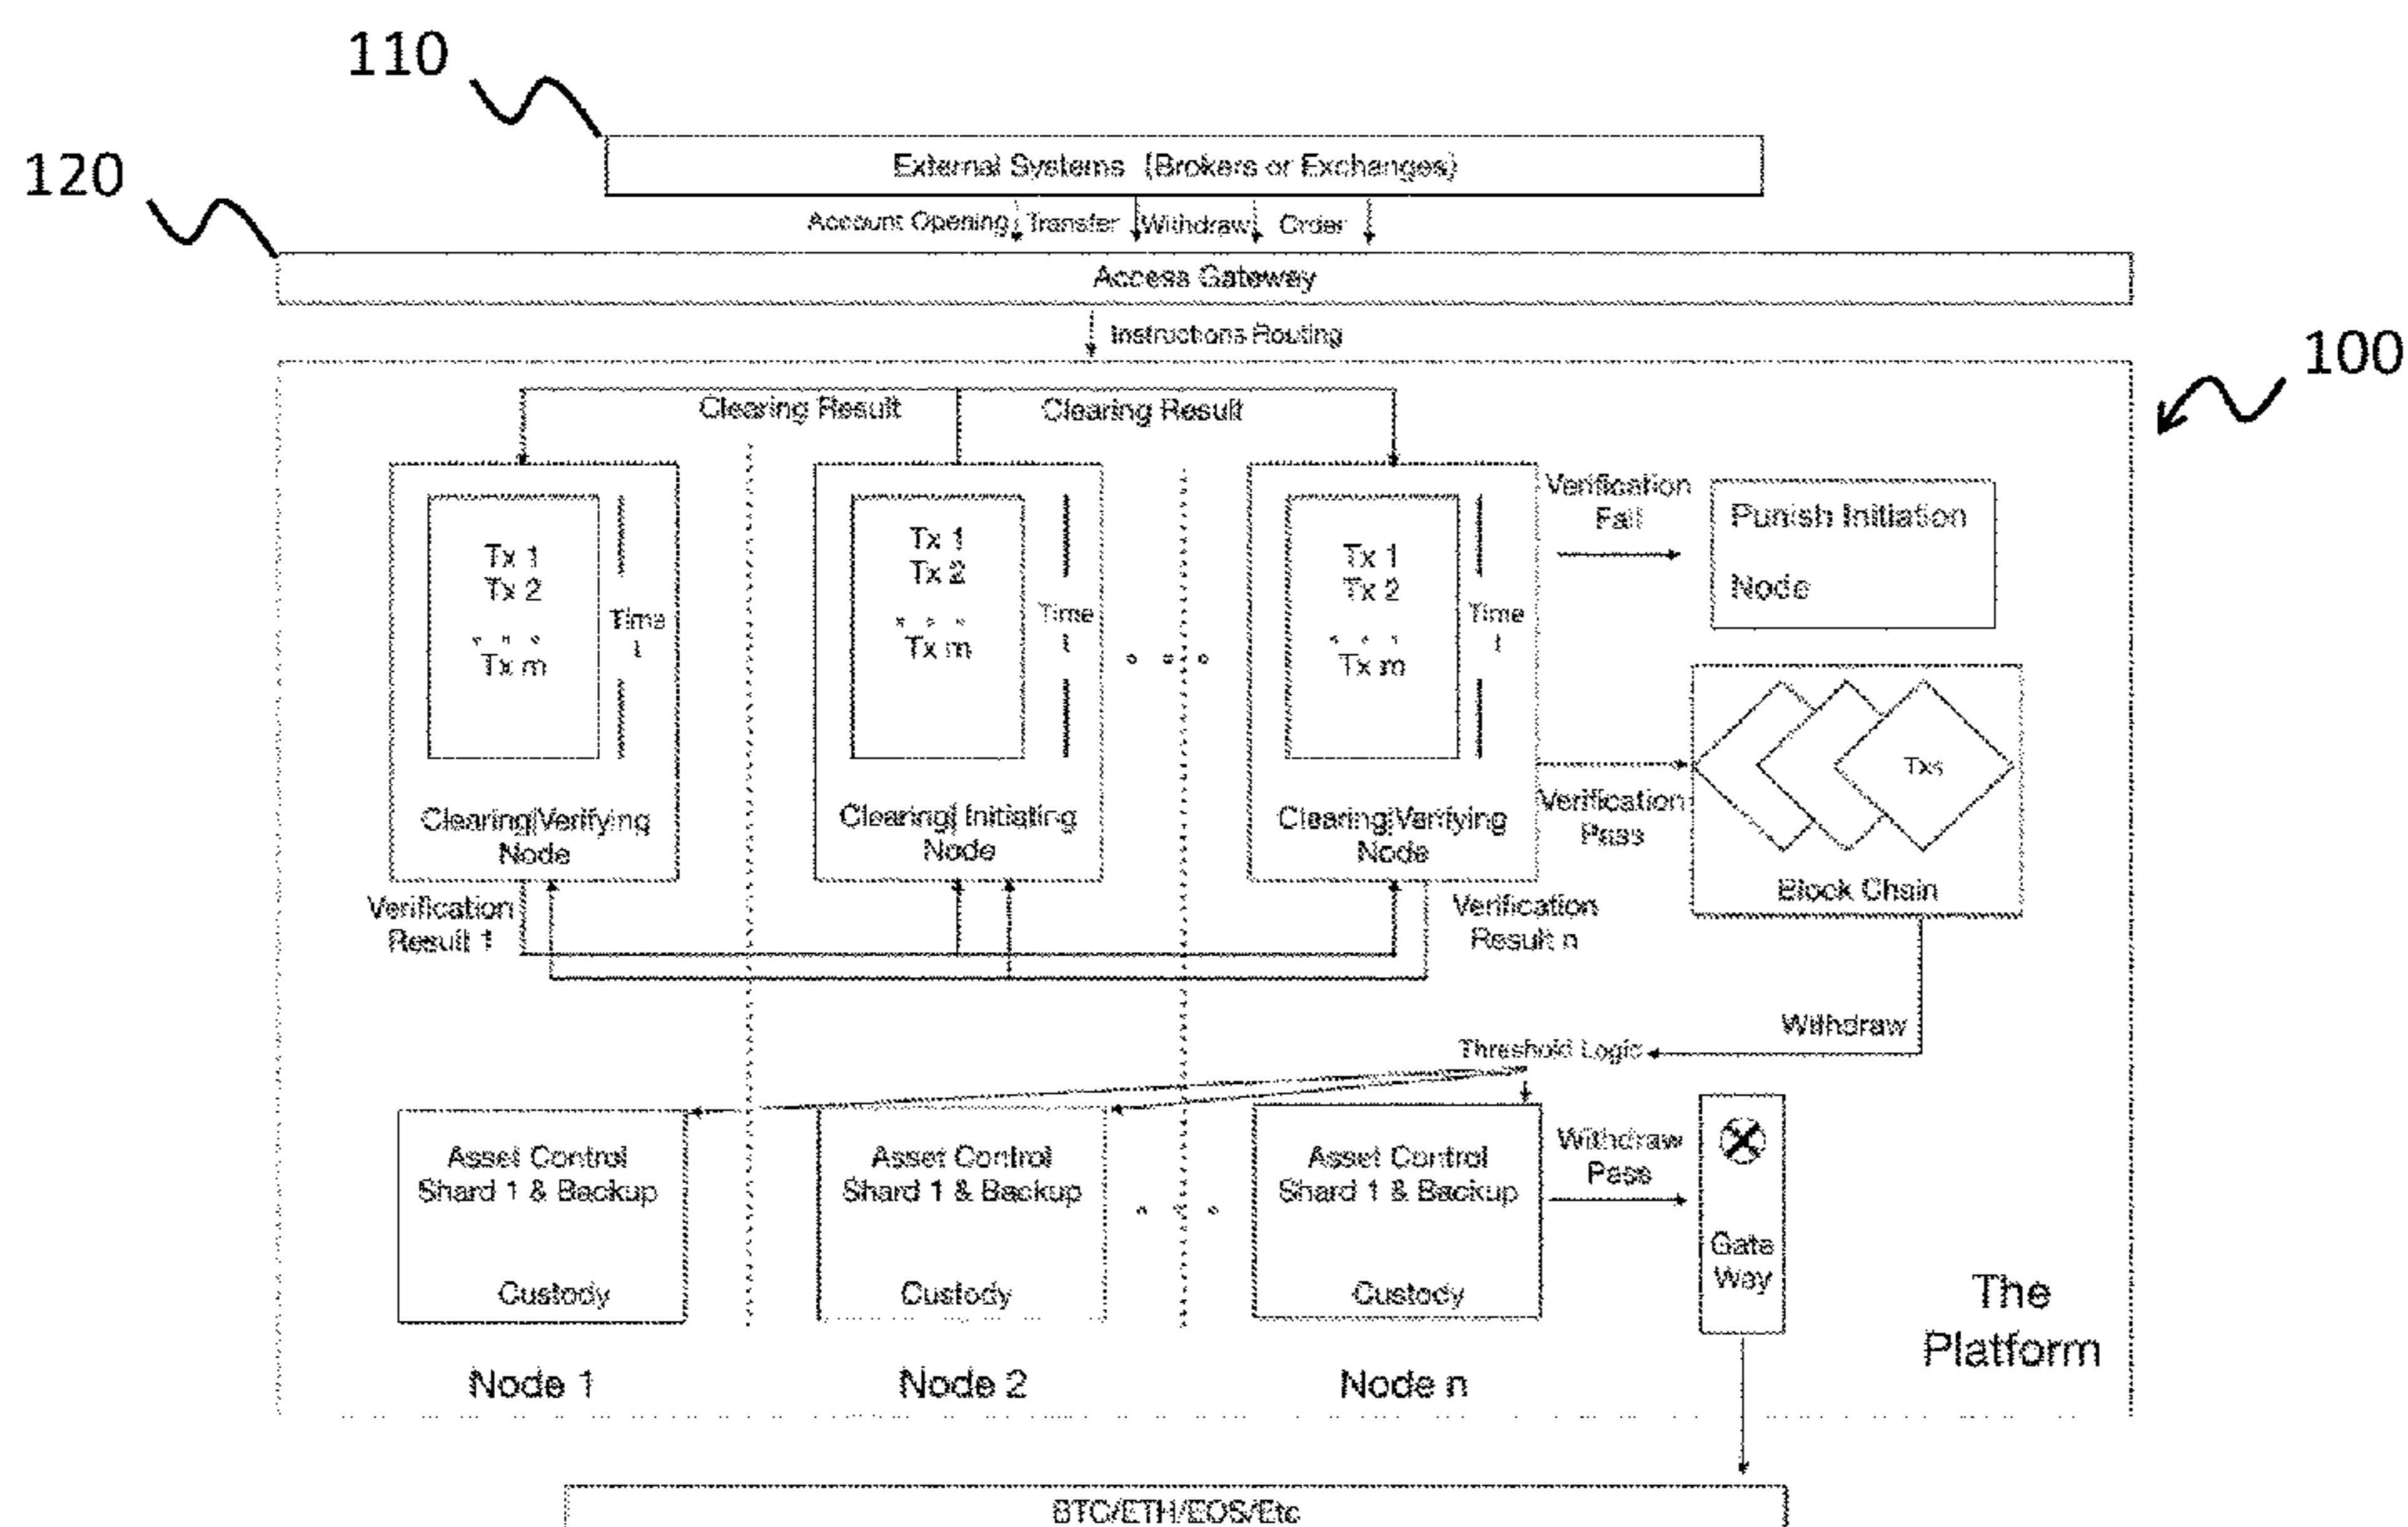 110
External Systems (Brokers or Exchanges)
120
Account Opening Transfer Withdraw Order
Access Gateway
Instructions Routing
100
Clearing Result
Clearing Result
Tx 1
Tx 2
. . .
Tx m
Time
t
Clearing|Verifying
Node
Tx 1
Tx 2
. . .
Tx m
Time
t
Clearing| Initiating
Node
. . .
Tx 1
Tx 2
. . .
Tx m
Time
t
Clearing|Verifying
Node
Verification
Fail
Punish Initiation
Node
Verification
Pass
Txs
Block Chain
Verification
Result 1
Verification
Result n
Withdraw
Threshold Logic
Asset Control
Shard 1 & Backup
Custody
Asset Control
Shard 1 & Backup
Custody
. . .
Asset Control
Shard 1 & Backup
Custody
Withdraw
Pass
Gate
Way
The
Platform
Node 1
Node 2
Node n
BTC/ETH/EOS/Etc